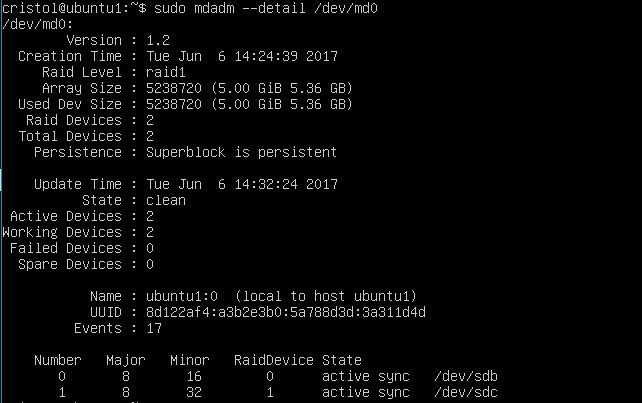 cristol@ubuntu1:~$ sudo mdadm --detail /dev/md0
/dev/md0:
Version : 1.2
Creation Time : Tue Jun  6 14:24:39 2017
Raid Level : raid1
Array Size : 5238720 (5.00 GiB 5.36 GB)
Used Dev Size : 5238720 (5.00 GiB 5.36 GB)
Raid Devices : 2
Total Devices : 2
Persistence : Superblock is persistent
Update Time : Tue Jun  6 14:32:24 2017
State : clean
Active Devices : 2
Working Devices : 2
Failed Devices : 0
Spare Devices : 0
Name : ubuntu1:0  (local to host ubuntu1)
UUID : 8d122af4:a3b2e3b0:5a788d3d:3a311d4d
Events : 17
Number   Major   Minor   RaidDevice State
0       8       16        0      active sync   /dev/sdb
1       8       32        1      active sync   /dev/sdc